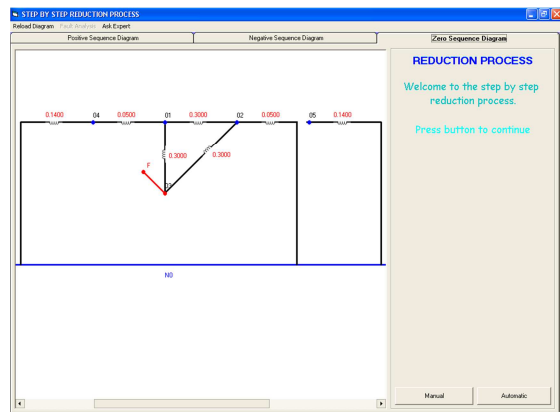 STEP BY STEP REDUCTION PROCESS
Reload Diagram Fault Analysis Ask Expert
Positive Sequence Diagram Negative Sequence Diagram Zero Sequence Diagram
REDUCTION PROCESS
Welcome to the step by step
reduction process.
Press button to continue
0.1400 04 0.0500 01 0.3000 02 0.0500 05 0.1400
0.3000 0.3000
F
03
N0
Manual Automatic